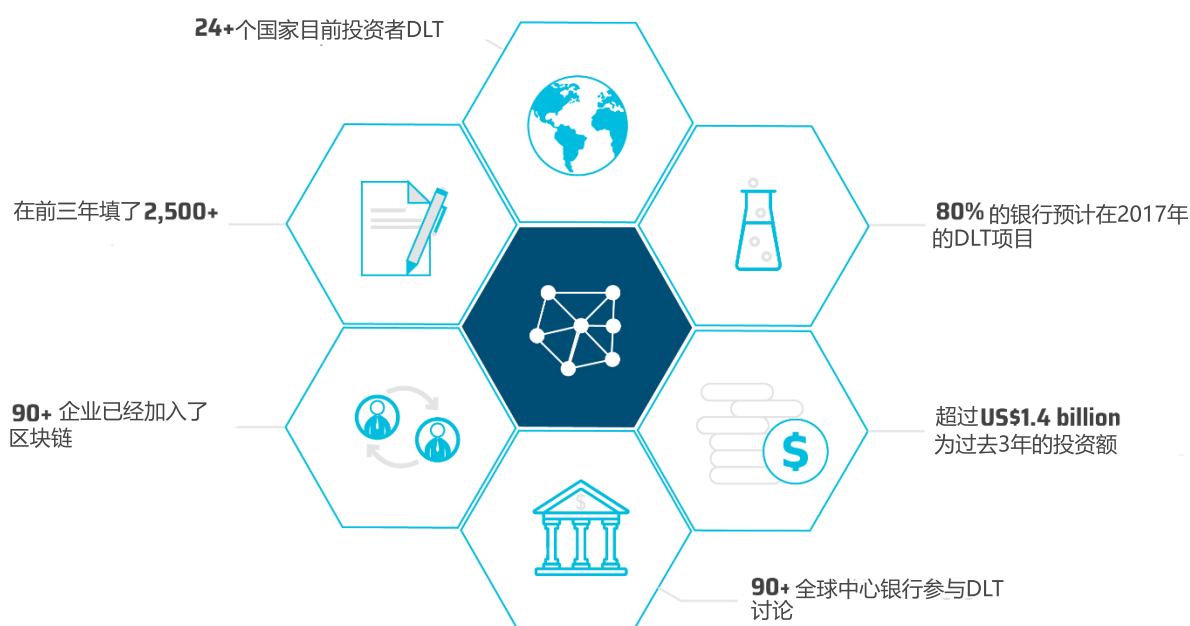 24+个国家目前投资者DLT
在前三年填了2,500+
80% 的银行预计在2017年
的DLT项目
90+ 企业已经加入了
区块链
超过US$1.4 billion
为过去3年的投资额
90+ 全球中心银行参与DLT
讨论
$
$